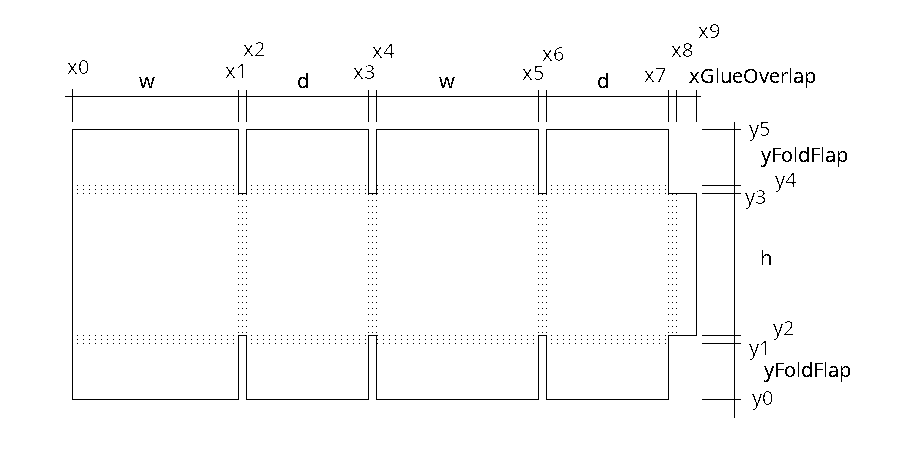 x9
x2 x4 x6 x8
x0 x1 x3 x5 x7 xGlueOverlap
w d w d
y5
yFoldFlap
y4
y3
h
y2
y1
yFoldFlap
y0